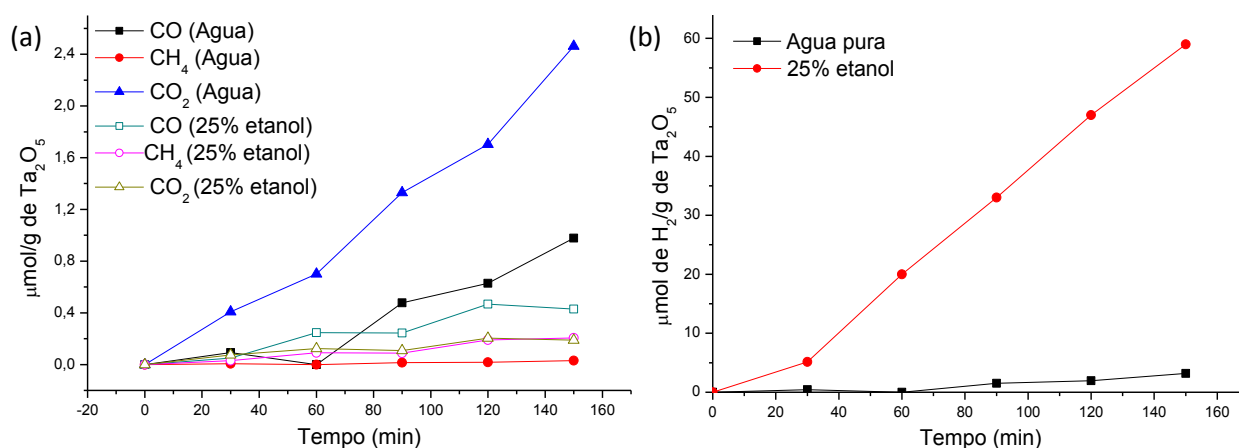 (a)
CO (Agua)
CH₄ (Agua)
CO₂ (Agua)
CO (25% etanol)
CH₄ (25% etanol)
CO₂ (25% etanol)
μmol/g de Ta₂O₅
2,4
2,0
1,6
1,2
0,8
0,4
0,0
-20 0 20 40 60 80 100 120 140 160
Tempo (min)
(b)
Agua pura
25% etanol
μmol de H₂/g de Ta₂O₅
60
50
40
30
20
10
0
0 20 40 60 80 100 120 140 160
Tempo (min)